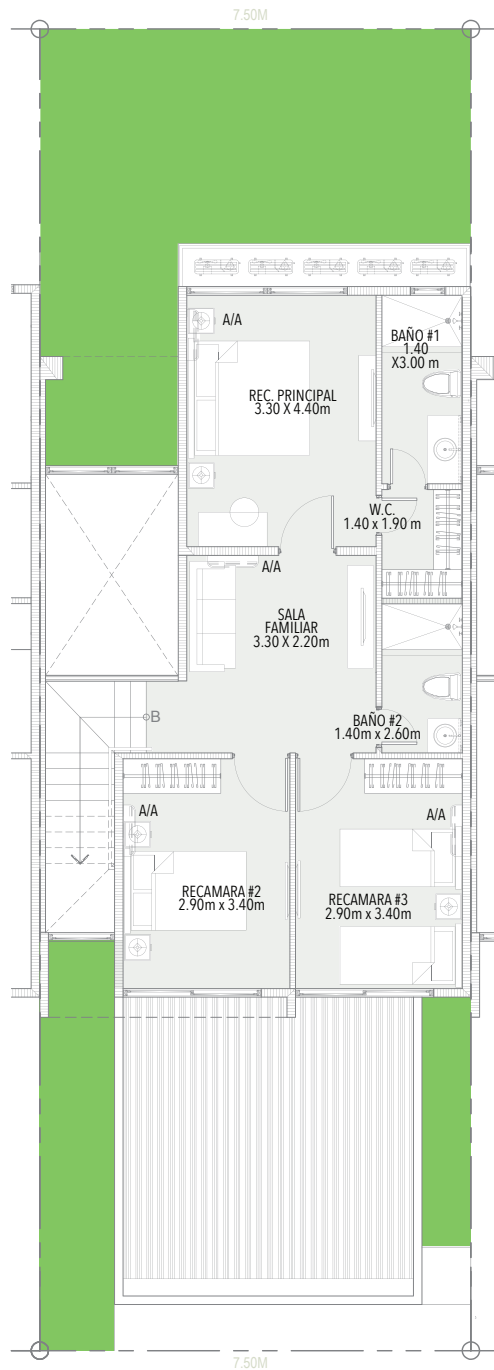 7.50M
A/A
BAÑO #1
1.40
X3.00 m
REC. PRINCIPAL
3.30 X 4.40m
W.C.
1.40 x 1.90 m
A/A
SALA
FAMILIAR
3.30 X 2.20m
B
BAÑO #2
1.40m x 2.60m
A/A
A/A
RECAMARA #2
2.90m x 3.40m
RECAMARA #3
2.90m x 3.40m
7.50M